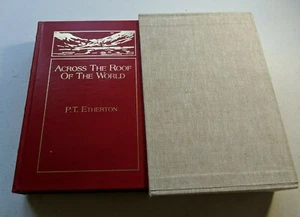 ACROSS THE ROOF
OF THE WORLD
P.T. ETHERTON